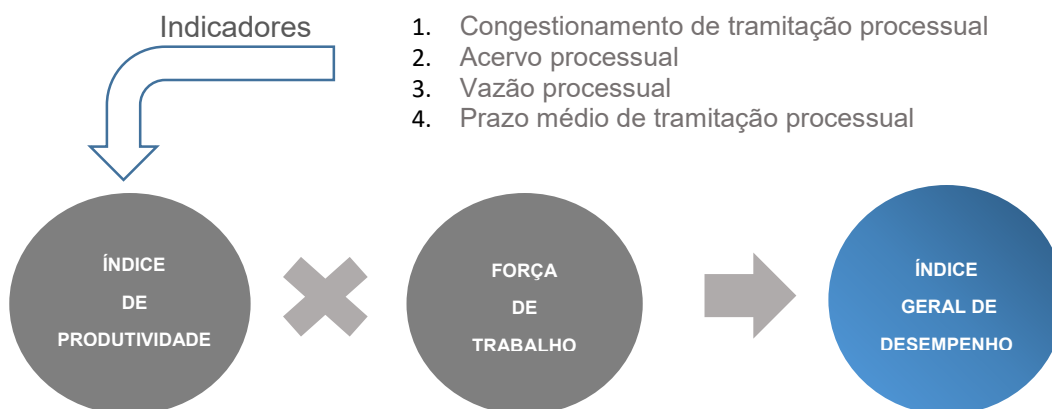 Indicadores
1. Congestionamento de tramitação processual
2. Acervo processual
3. Vazão processual
4. Prazo médio de tramitação processual
ÍNDICE
DE
PRODUTIVIDADE
FORÇA
DE
TRABALHO
ÍNDICE
GERAL DE
DESEMPENHO